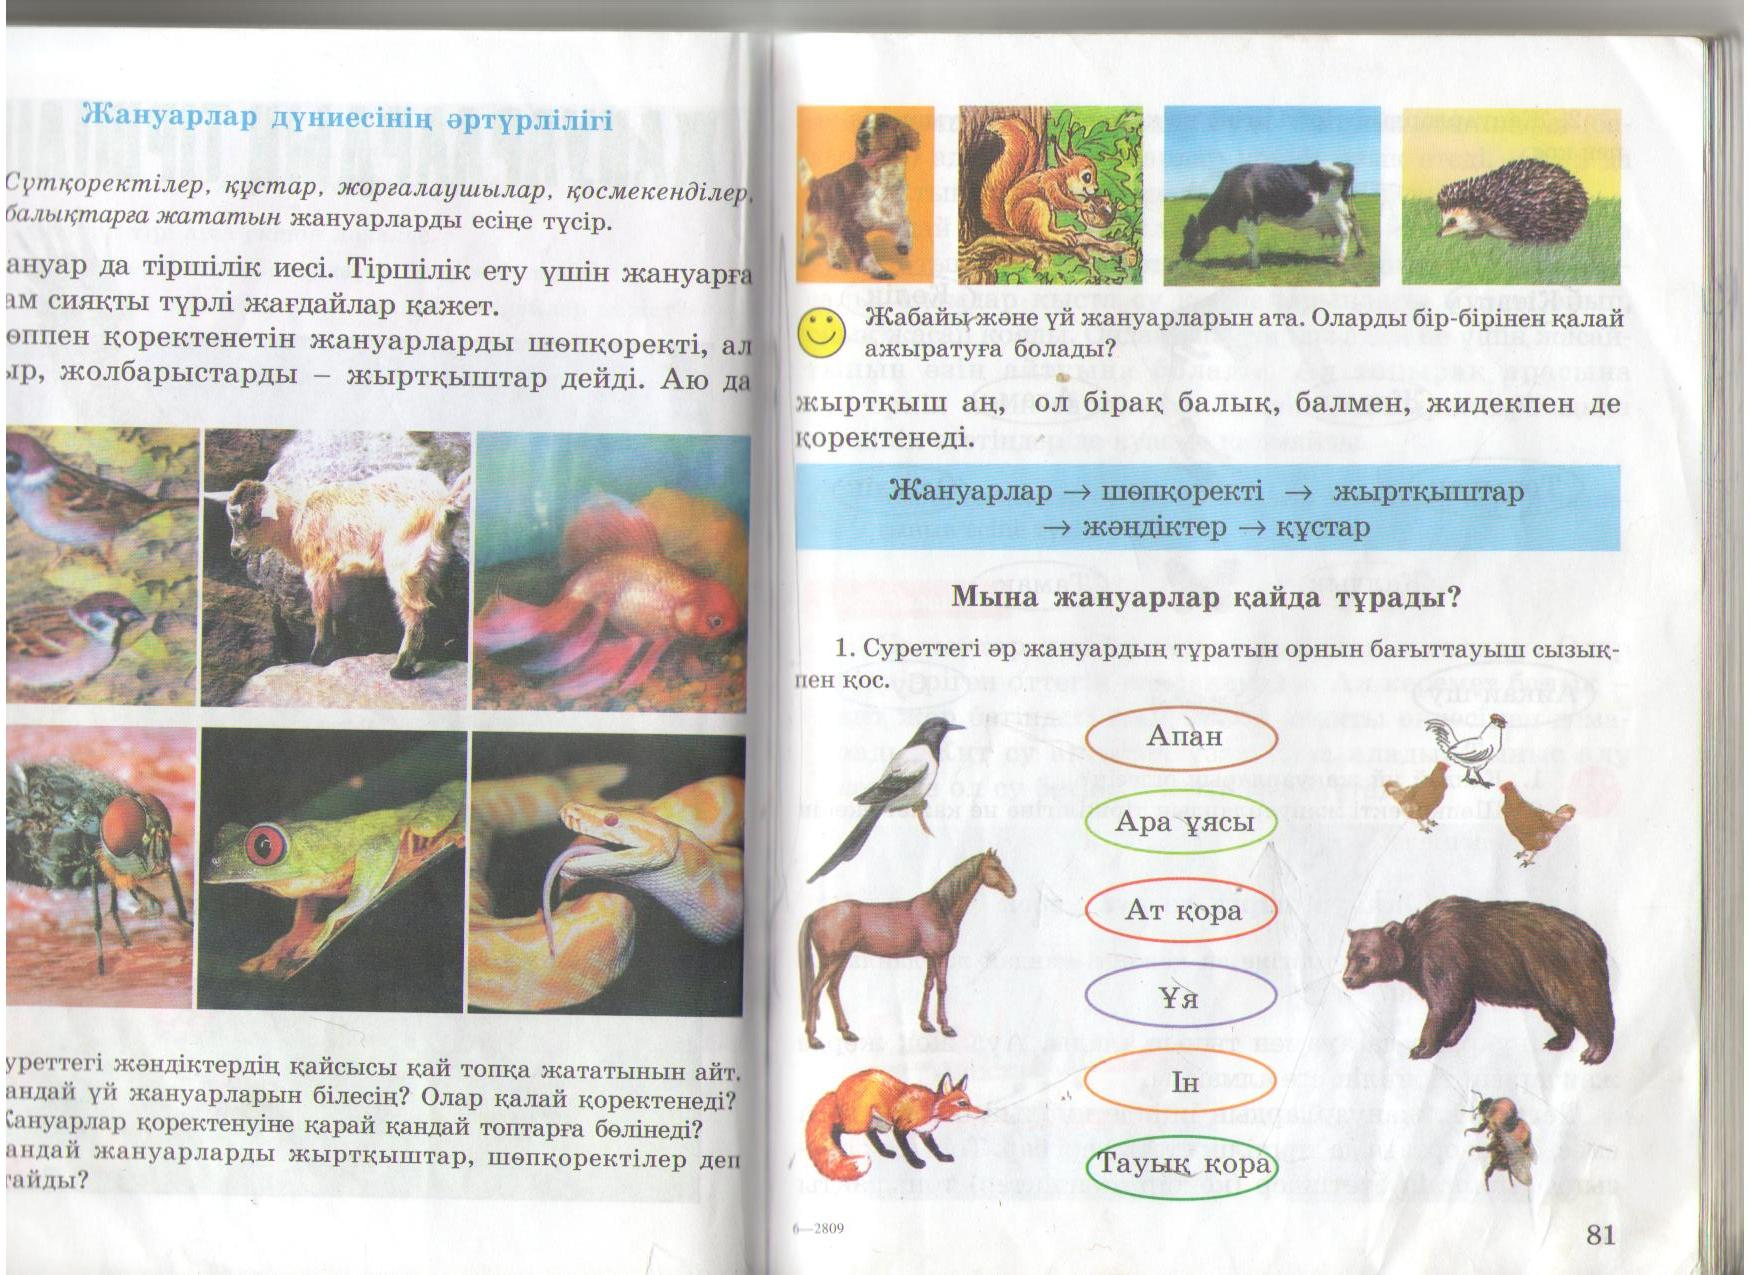 Жануарлар дүниесінің әртүрлілігі
Сүтқоректілер, құстар, жорғалаушылар, қосмекенділер,
балықтарға жататын жануарларды есіңе түсір.
ануар да тіршілік иесі. Тіршілік ету үшін жануарға
ам сияқты түрлі жағдайлар қажет.
өппен қоректенетін жануарларды шөпқоректі, ал
ыр, жолбарыстарды – жыртқыштар дейді. Аю да
уреттегі жәндіктердің қайсысы қай топқа жататынын айт.
андай үй жануарларын білесің? Олар қалай қоректенеді?
Жануарлар қоректенуіне қарай қандай топтарға бөлінеді?
андай жануарларды жыртқыштар, шөпқоректілер деп
айды?
Жабайы және үй жануарларын ата. Оларды бір-бірінен қалай
ажыратуға болады?
жыртқыш аң, ол бірақ балық, балмен, жидекпен де
қоректенеді.
Жануарлар → шөпқоректі → жыртқыштар
→ жәндіктер → құстар
Мына жануарлар қайда тұрады?
1. Суреттегі әр жануардың тұратын орнын бағыттауыш сызық-
пен қос.
Апан
Ара ұясы
Ат қора
Ұя
Ін
Тауық қора
6—2809
81